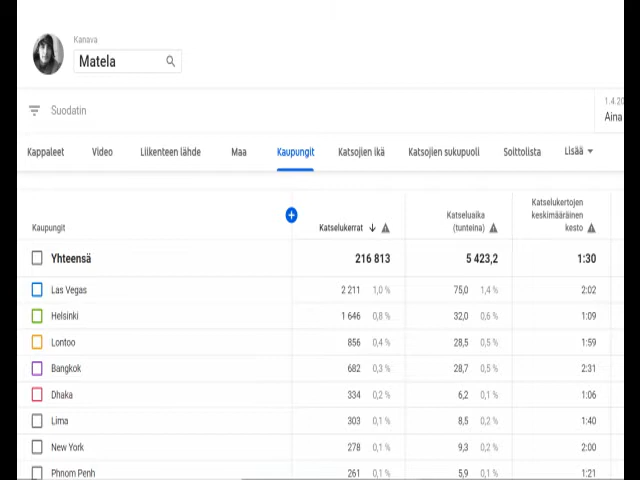 Kanava
Matela
Suodatin
1.4.20
Aina
Kappaleet Video Liikenteen lähde Maa Kaupungit Katsojien ikä Katsojien sukupuoli Soittolista Lisää
Kaupungit Katselukerrat Katseluaika (tunteina) Katselukertojen keskimääräinen kesto
Yhteensä 216 813 5 423,2 1:30
Las Vegas 2 211 1,0 % 75,0 1,4 % 2:02
Helsinki 1 646 0,8 % 32,0 0,6 % 1:09
Lontoo 856 0,4 % 28,5 0,5 % 1:59
Bangkok 682 0,3 % 28,7 0,5 % 2:31
Dhaka 334 0,2 % 6,2 0,1 % 1:06
Lima 303 0,1 % 8,5 0,2 % 1:40
New York 278 0,1 % 9,3 0,2 % 2:00
Phnom Penh 261 0,1 % 5,9 0,1 % 1:21